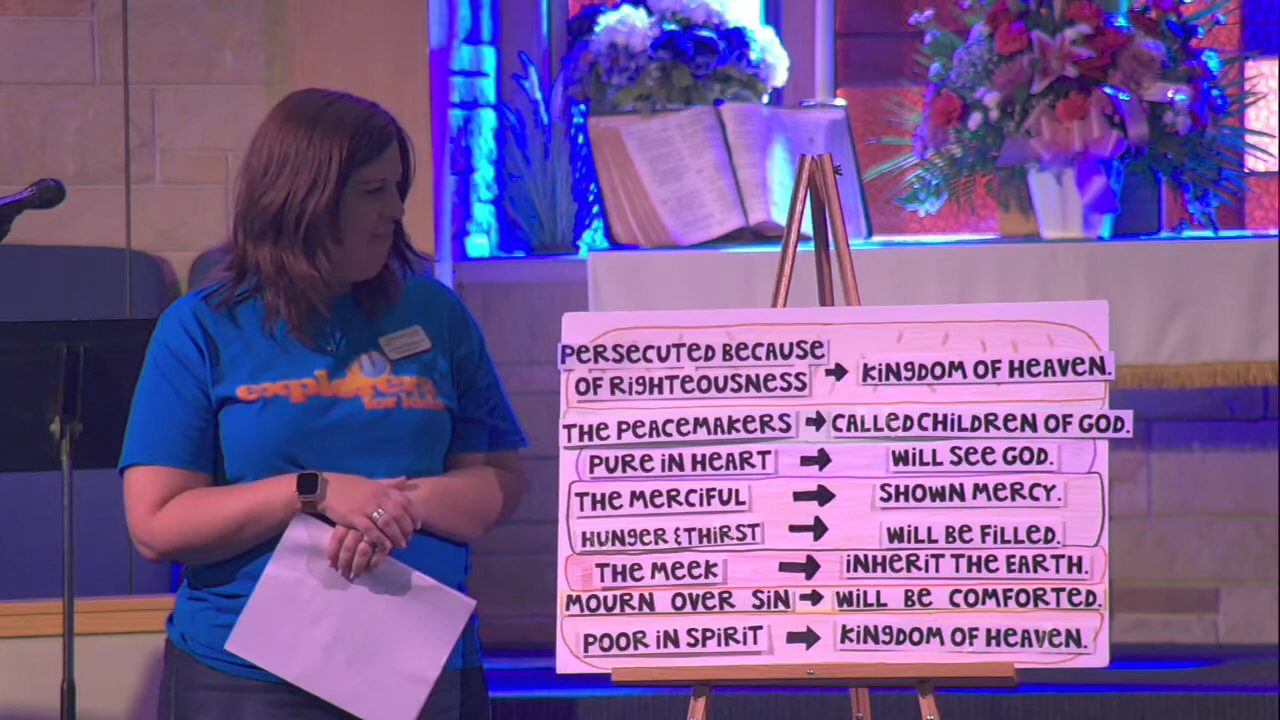 explorers
for kids
PERSECUTED BECAUSE
OF RiGHTEOUSNESS → KiNGDOM OF HEAVEN.
THE PEACEMAKERS → CALLED CHiLDREN OF GOD.
PURE iN HEART → WiLL SEE GOD.
THE MERCiFUL → SHOWN MERCY.
HUNGER & THiRST → WiLL BE FiLLED.
THE MEEK → iNHERiT THE EARTH.
MOURN OVER SiN → WiLL BE COMFORTED.
POOR iN SPiRiT → KiNGDOM OF HEAVEN.